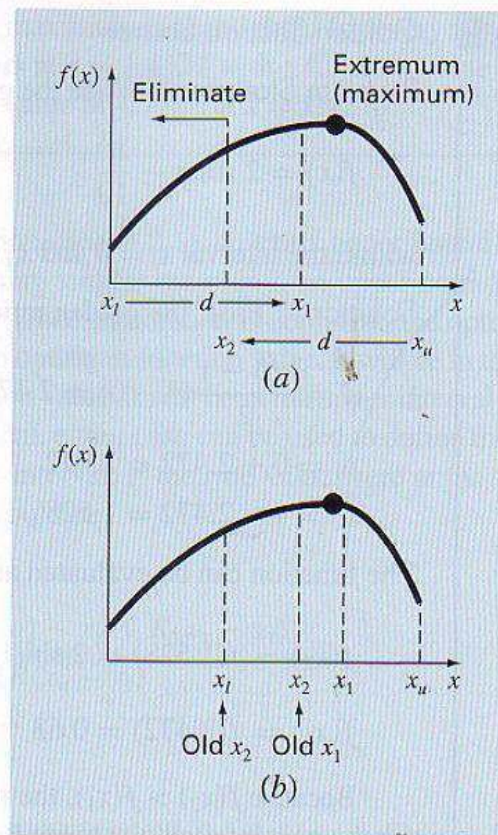 f(x) Extremum
Eliminate (maximum)
x_l d x_1 x
x_2 d x_u
(a)
f(x)
x_l x_2 x_1 x_u x
Old x_2 Old x_1
(b)